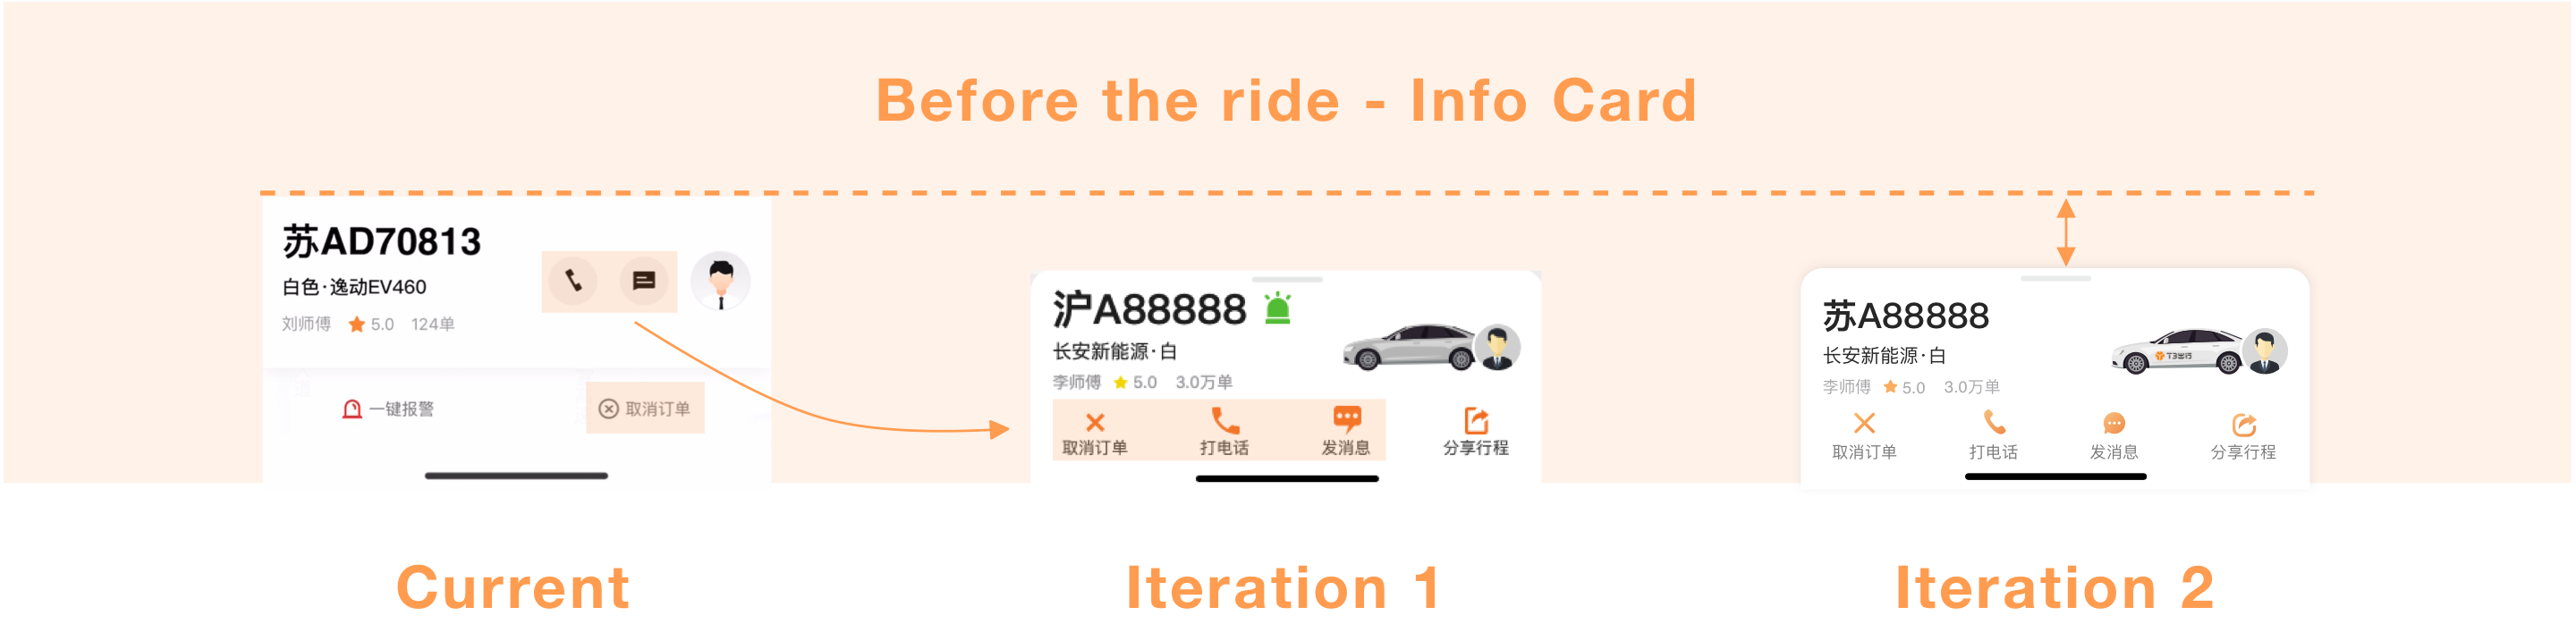 Before the ride - Info Card
苏AD70813
白色·逸动EV460
刘师傅 5.0 124单
一键报警 取消订单
沪A88888
长安新能源·白
李师傅 5.0 3.0万单
取消订单 打电话 发消息 分享行程
苏A88888
长安新能源·白
T3出行
李师傅 5.0 3.0万单
取消订单 打电话 发消息 分享行程
Current
Iteration 1
Iteration 2